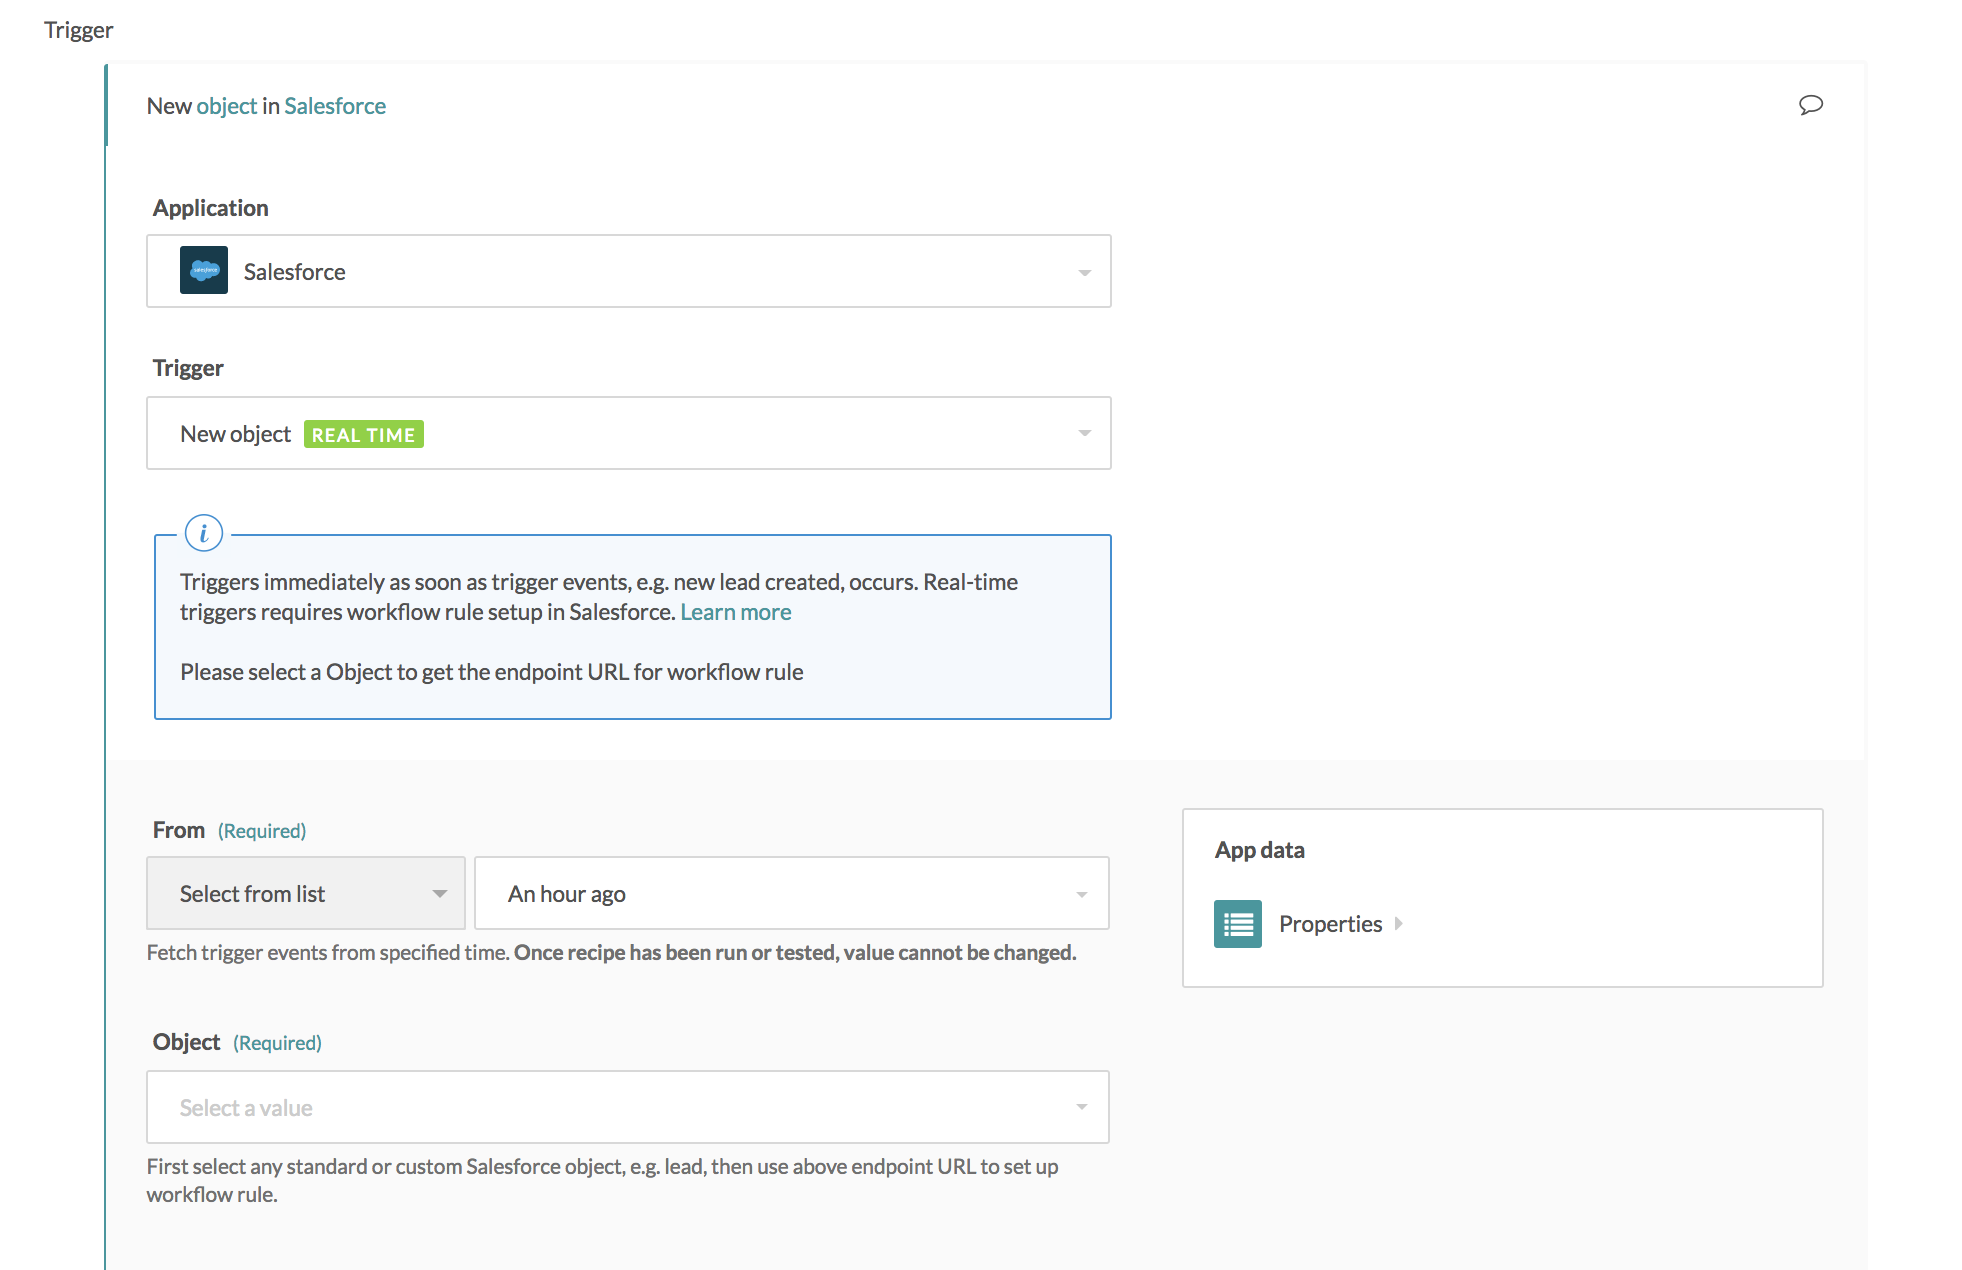 Trigger
New object in Salesforce
Application
salesforce
Salesforce
Trigger
New object REAL TIME
i
Triggers immediately as soon as trigger events, e.g. new lead created, occurs. Real-time
triggers requires workflow rule setup in Salesforce. Learn more
Please select a Object to get the endpoint URL for workflow rule
From (Required)
Select from list
An hour ago
Fetch trigger events from specified time. Once recipe has been run or tested, value cannot be changed.
App data
Properties
Object (Required)
Select a value
First select any standard or custom Salesforce object, e.g. lead, then use above endpoint URL to set up
workflow rule.